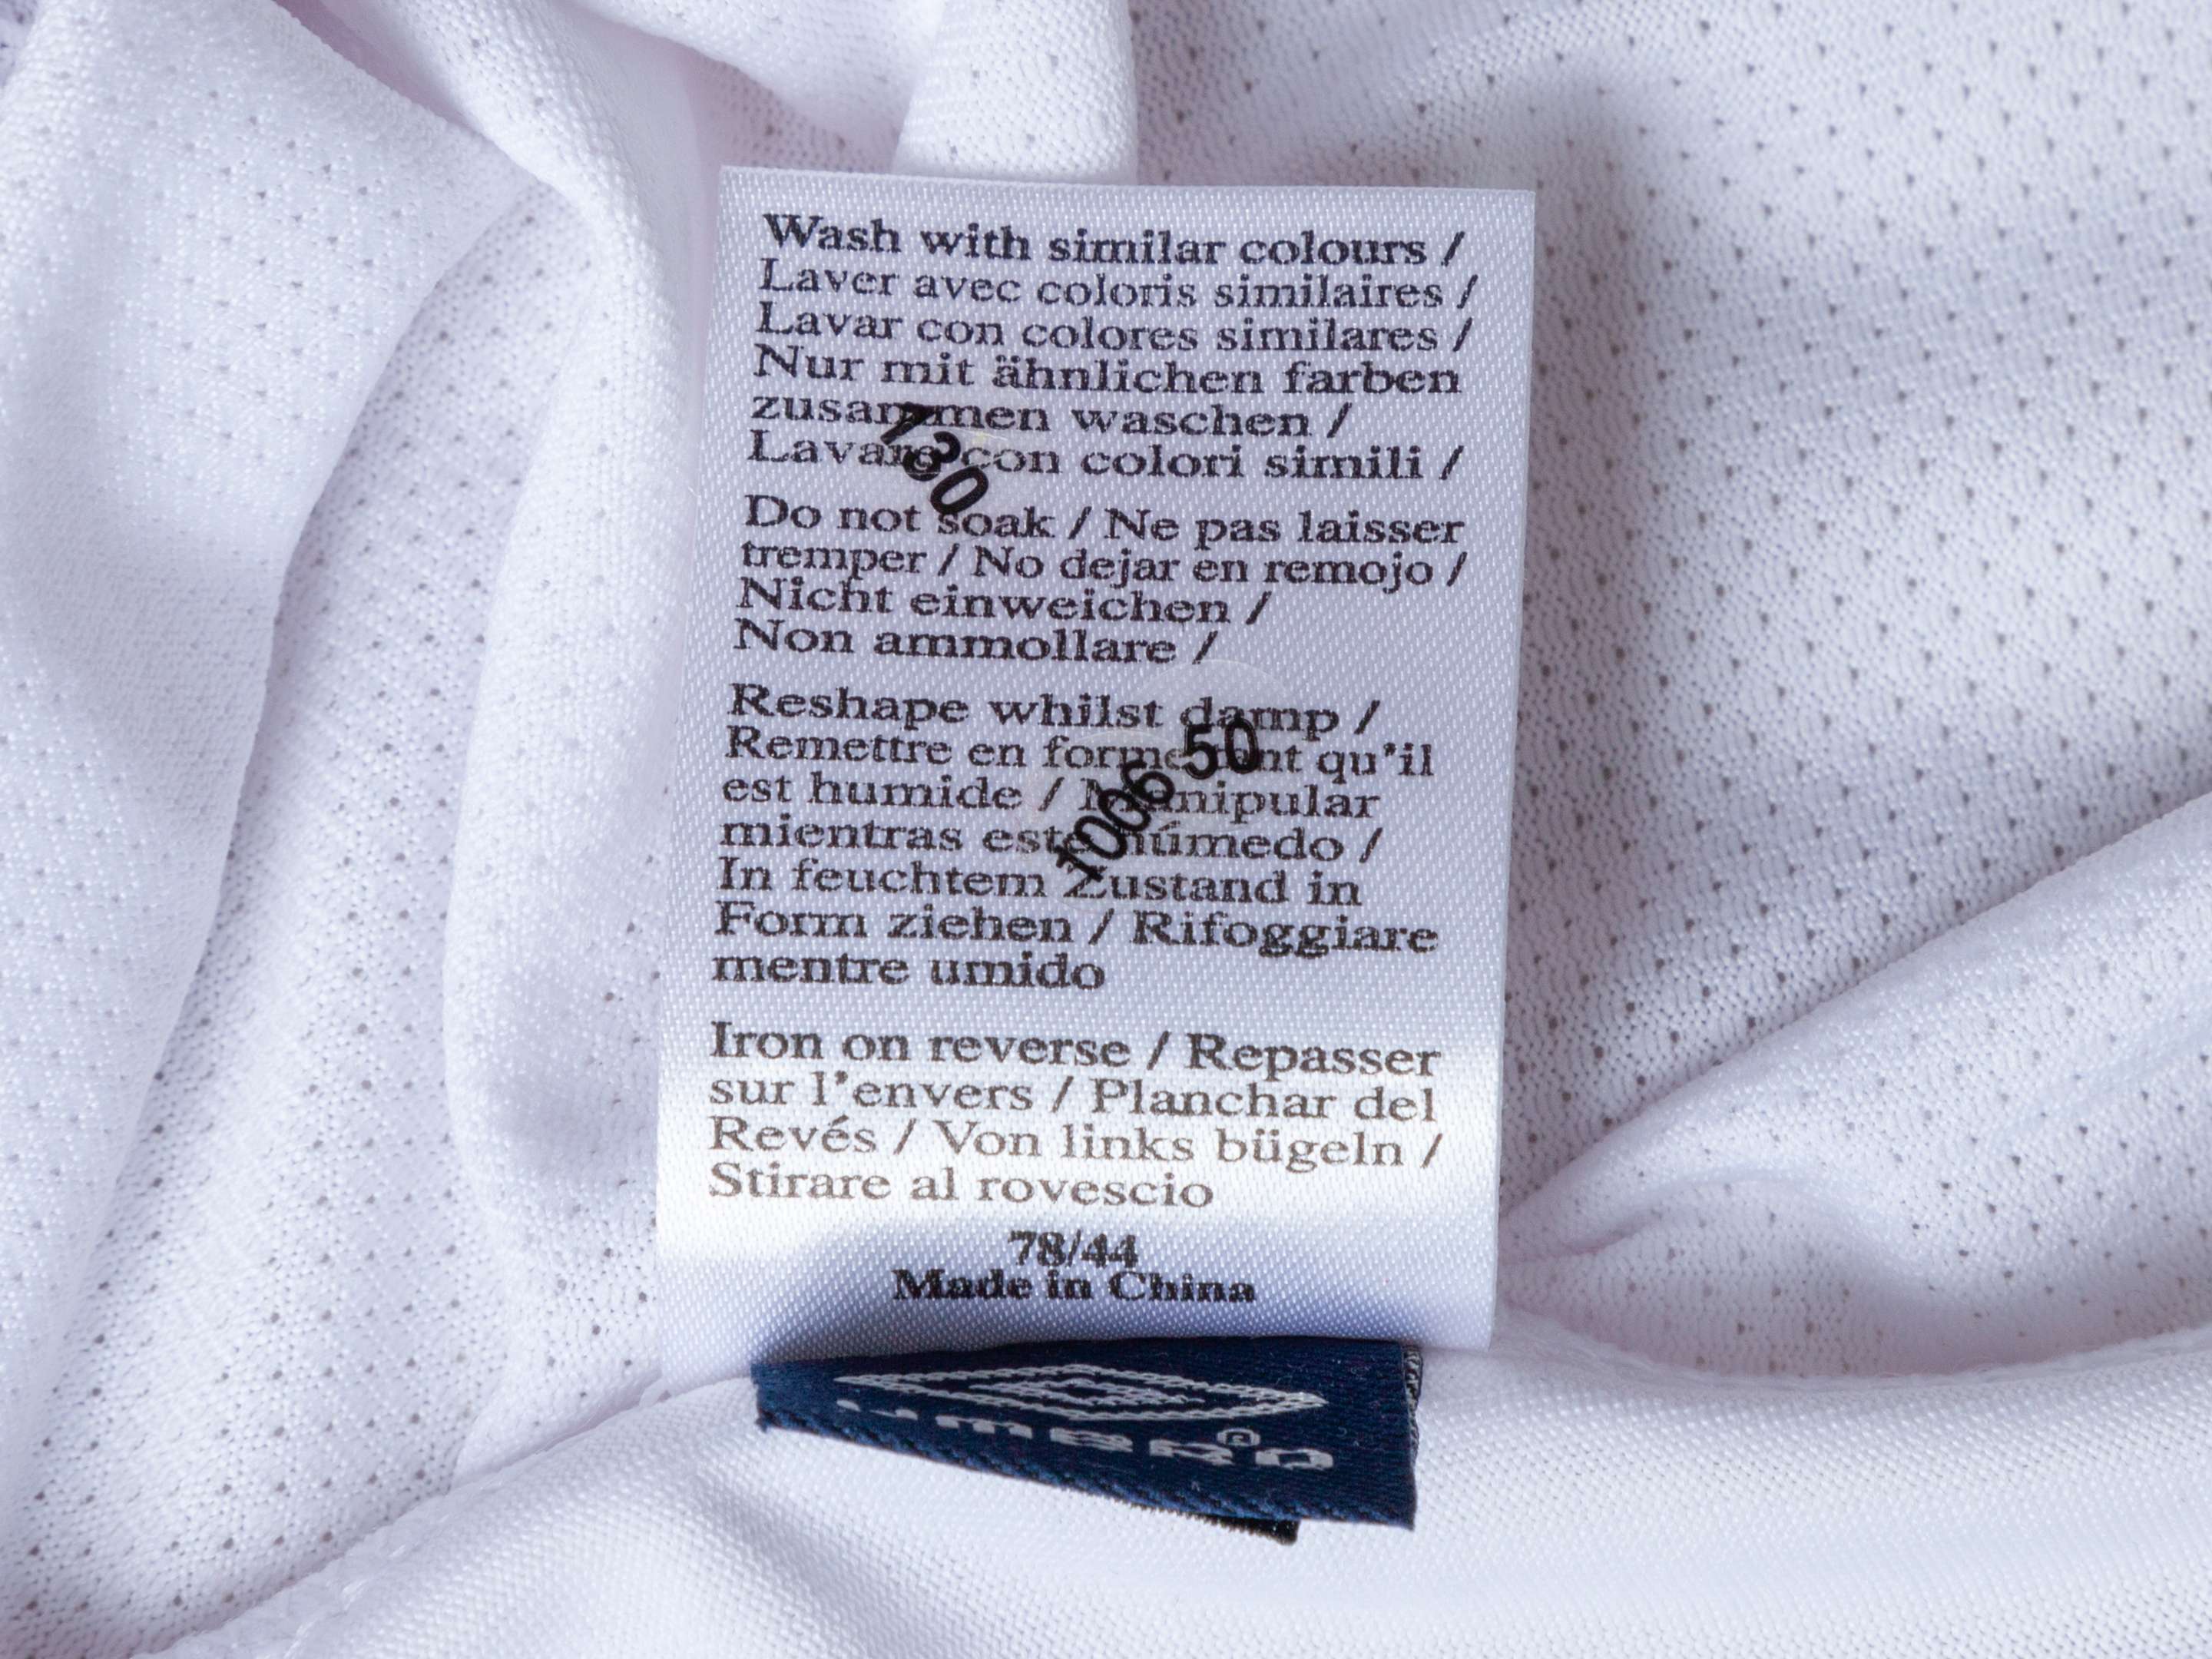 Wash with similar colours /
Laver avec coloris similaires /
Lavar con colores similares /
Nur mit ähnlichen farben
zusammen waschen /
Lavare con colori simili /
130
Do not soak / Ne pas laisser
tremper / No dejar en remojo /
Nicht einweichen /
Non ammollare /
Reshape whilst damp /
Remettre en forme tant qu'il
est humide / Manipular
mientras este húmedo /
In feuchtem Zustand in
Form ziehen / Rifoggiare
mentre umido
1006 50
Iron on reverse / Repasser
sur l'envers / Planchar del
Revés / Von links bügeln /
Stirare al rovescio
78/44
Made in China
umbro®